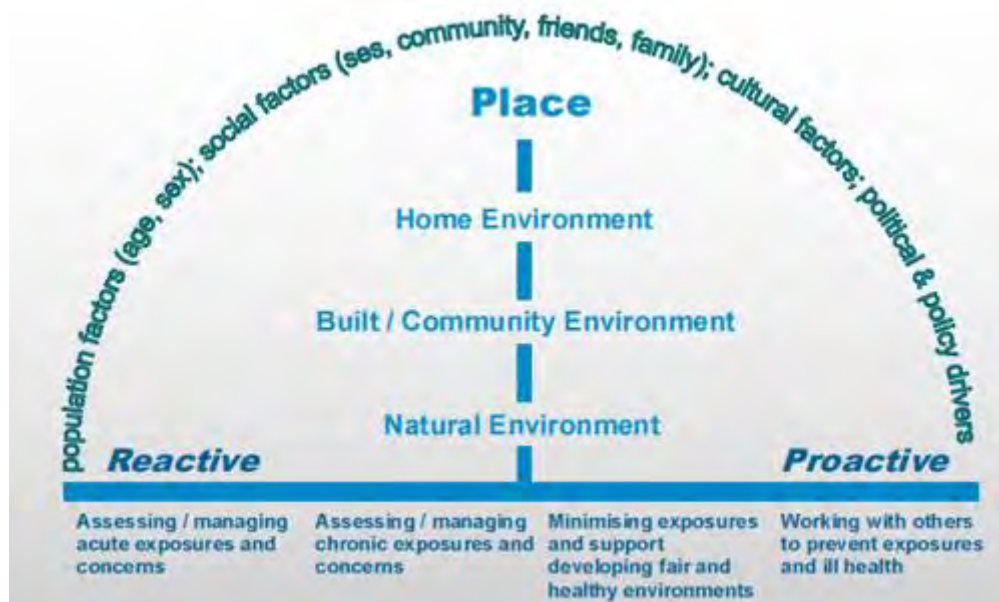 population factors (age, sex); social factors (ses, community, friends, family); cultural factors; political & policy drivers
Place
Home Environment
Built / Community Environment
Natural Environment
Reactive
Proactive
Assessing / managing
acute exposures and
concerns
Assessing / managing
chronic exposures and
concerns
Minimising exposures
and support
developing fair and
healthy environments
Working with others
to prevent exposures
and ill health